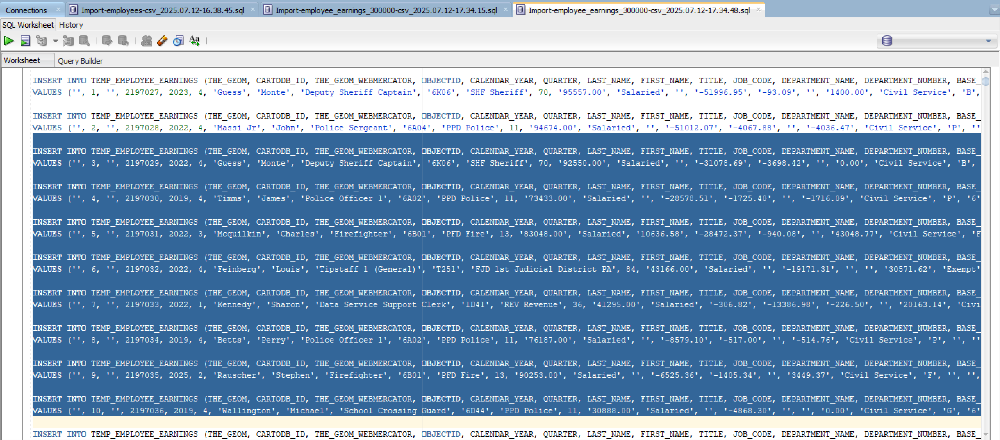 Connections Import-employees-csv_2025.07.12-16.38.45.sql Import-employee_earnings_300000-csv_2025.07.12-17.34.15.sql Import-employee_earnings_300000-csv_2025.07.12-17.34.48.sql
SQL Worksheet History
Aa
Worksheet Query Builder
INSERT INTO TEMP_EMPLOYEE_EARNINGS (THE_GEOM, CARTODB_ID, THE_GEOM_WEBMERCATOR, OBJECTID, CALENDAR_YEAR, QUARTER, LAST_NAME, FIRST_NAME, TITLE, JOB_CODE, DEPARTMENT_NAME, DEPARTMENT_NUMBER, BASE_
VALUES ('', 1, '', 2197027, 2023, 4, 'Guess', 'Monte', 'Deputy Sheriff Captain', '6K06', 'SHF Sheriff', 70, '95557.00', 'Salaried', '', '-51996.95', '-93.09', '', '1400.00', 'Civil Service', 'B',
INSERT INTO TEMP_EMPLOYEE_EARNINGS (THE_GEOM, CARTODB_ID, THE_GEOM_WEBMERCATOR, OBJECTID, CALENDAR_YEAR, QUARTER, LAST_NAME, FIRST_NAME, TITLE, JOB_CODE, DEPARTMENT_NAME, DEPARTMENT_NUMBER, BASE_
VALUES ('', 2, '', 2197028, 2022, 4, 'Massi Jr', 'John', 'Police Sergeant', '6A04', 'PPD Police', 11, '94674.00', 'Salaried', '', '-51012.07', '-4067.88', '', '-4036.47', 'Civil Service', 'P', ''
INSERT INTO TEMP_EMPLOYEE_EARNINGS (THE_GEOM, CARTODB_ID, THE_GEOM_WEBMERCATOR, OBJECTID, CALENDAR_YEAR, QUARTER, LAST_NAME, FIRST_NAME, TITLE, JOB_CODE, DEPARTMENT_NAME, DEPARTMENT_NUMBER, BASE_
VALUES ('', 3, '', 2197029, 2022, 4, 'Guess', 'Monte', 'Deputy Sheriff Captain', '6K06', 'SHF Sheriff', 70, '92550.00', 'Salaried', '', '-31078.69', '-3698.42', '', '0.00', 'Civil Service', 'B',
INSERT INTO TEMP_EMPLOYEE_EARNINGS (THE_GEOM, CARTODB_ID, THE_GEOM_WEBMERCATOR, OBJECTID, CALENDAR_YEAR, QUARTER, LAST_NAME, FIRST_NAME, TITLE, JOB_CODE, DEPARTMENT_NAME, DEPARTMENT_NUMBER, BASE_
VALUES ('', 4, '', 2197030, 2019, 4, 'Timms', 'James', 'Police Officer 1', '6A02', 'PPD Police', 11, '73433.00', 'Salaried', '', '-28578.51', '-1725.40', '', '-1716.09', 'Civil Service', 'P', '6'
INSERT INTO TEMP_EMPLOYEE_EARNINGS (THE_GEOM, CARTODB_ID, THE_GEOM_WEBMERCATOR, OBJECTID, CALENDAR_YEAR, QUARTER, LAST_NAME, FIRST_NAME, TITLE, JOB_CODE, DEPARTMENT_NAME, DEPARTMENT_NUMBER, BASE_
VALUES ('', 5, '', 2197031, 2022, 3, 'Mcquilkin', 'Charles', 'Firefighter', '6B01', 'PFD Fire', 13, '83048.00', 'Salaried', '10636.58', '-28472.37', '-940.08', '', '43048.77', 'Civil Service', 'F
INSERT INTO TEMP_EMPLOYEE_EARNINGS (THE_GEOM, CARTODB_ID, THE_GEOM_WEBMERCATOR, OBJECTID, CALENDAR_YEAR, QUARTER, LAST_NAME, FIRST_NAME, TITLE, JOB_CODE, DEPARTMENT_NAME, DEPARTMENT_NUMBER, BASE_
VALUES ('', 6, '', 2197032, 2022, 4, 'Feinberg', 'Louis', 'Tipstaff 1 (General)', 'T251', 'FJD 1st Judicial District PA', 84, '43166.00', 'Salaried', '', '-19171.31', '', '', '30571.62', 'Exempt'
INSERT INTO TEMP_EMPLOYEE_EARNINGS (THE_GEOM, CARTODB_ID, THE_GEOM_WEBMERCATOR, OBJECTID, CALENDAR_YEAR, QUARTER, LAST_NAME, FIRST_NAME, TITLE, JOB_CODE, DEPARTMENT_NAME, DEPARTMENT_NUMBER, BASE_
VALUES ('', 7, '', 2197033, 2022, 1, 'Kennedy', 'Sharon', 'Data Service Support Clerk', '1D41', 'REV Revenue', 36, '41295.00', 'Salaried', '-306.82', '-13386.98', '-226.50', '', '20163.14', 'Civi
INSERT INTO TEMP_EMPLOYEE_EARNINGS (THE_GEOM, CARTODB_ID, THE_GEOM_WEBMERCATOR, OBJECTID, CALENDAR_YEAR, QUARTER, LAST_NAME, FIRST_NAME, TITLE, JOB_CODE, DEPARTMENT_NAME, DEPARTMENT_NUMBER, BASE_
VALUES ('', 8, '', 2197034, 2019, 4, 'Betts', 'Perry', 'Police Officer 1', '6A02', 'PPD Police', 11, '76187.00', 'Salaried', '', '-8579.10', '-517.00', '', '-514.76', 'Civil Service', 'P', '', ''
INSERT INTO TEMP_EMPLOYEE_EARNINGS (THE_GEOM, CARTODB_ID, THE_GEOM_WEBMERCATOR, OBJECTID, CALENDAR_YEAR, QUARTER, LAST_NAME, FIRST_NAME, TITLE, JOB_CODE, DEPARTMENT_NAME, DEPARTMENT_NUMBER, BASE_
VALUES ('', 9, '', 2197035, 2025, 2, 'Rauscher', 'Stephen', 'Firefighter', '6B01', 'PFD Fire', 13, '90253.00', 'Salaried', '', '-6525.36', '-1405.34', '', '3449.37', 'Civil Service', 'F', '', '',
INSERT INTO TEMP_EMPLOYEE_EARNINGS (THE_GEOM, CARTODB_ID, THE_GEOM_WEBMERCATOR, OBJECTID, CALENDAR_YEAR, QUARTER, LAST_NAME, FIRST_NAME, TITLE, JOB_CODE, DEPARTMENT_NAME, DEPARTMENT_NUMBER, BASE_
VALUES ('', 10, '', 2197036, 2019, 4, 'Wallington', 'Michael', 'School Crossing Guard', '6D44', 'PPD Police', 11, '30888.00', 'Salaried', '', '-4868.30', '', '', '0.00', 'Civil Service', 'G', '6'
INSERT INTO TEMP_EMPLOYEE_EARNINGS (THE_GEOM, CARTODB_ID, THE_GEOM_WEBMERCATOR, OBJECTID, CALENDAR_YEAR, QUARTER, LAST_NAME, FIRST_NAME, TITLE, JOB_CODE, DEPARTMENT_NAME, DEPARTMENT_NUMBER, BASE_